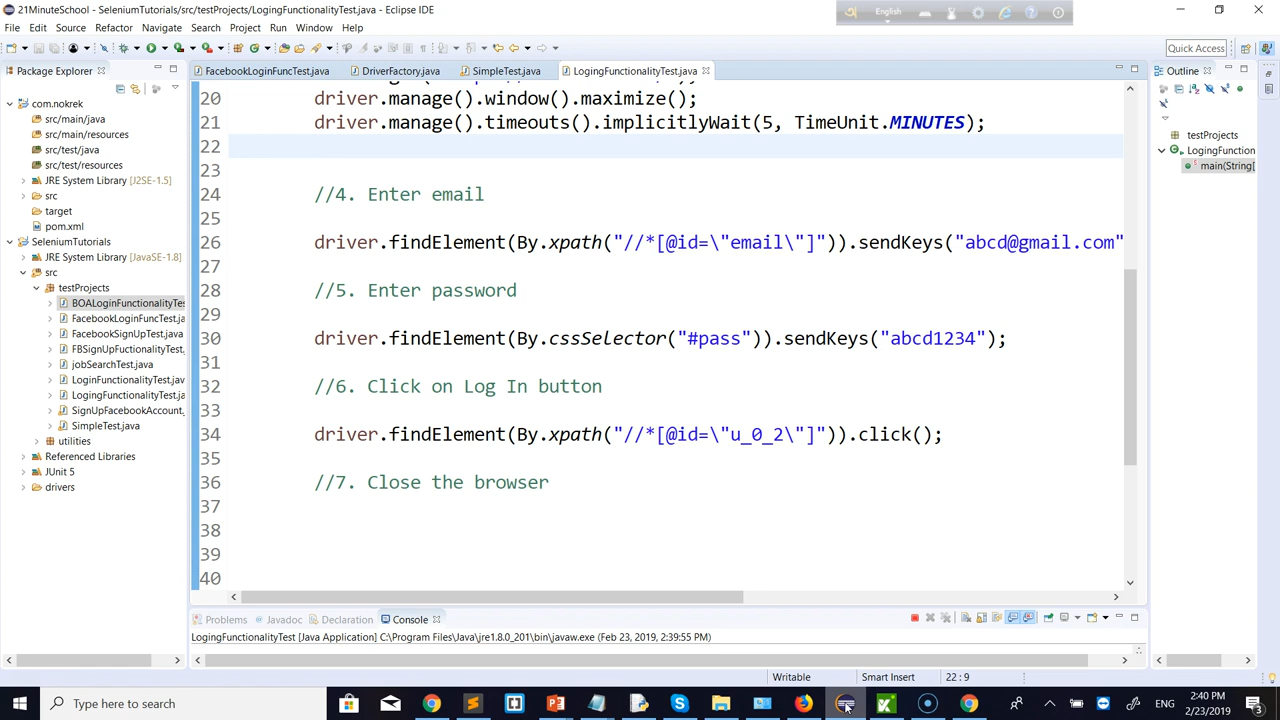 21MinuteSchool - SeleniumTutorials/src/testProjects/LogingFunctionalityTest.java - Eclipse IDE
English
File Edit Source Refactor Navigate Search Project Run Window Help
Quick Access
Package Explorer
FacebookLoginFuncTest.java
DriverFactory.java
SimpleTest.java
LogingFunctionalityTest.java
Outline
com.nokrek
src/main/java
src/main/resources
src/test/java
src/test/resources
JRE System Library [J2SE-1.5]
src
target
pom.xml
SeleniumTutorials
JRE System Library [JavaSE-1.8]
src
testProjects
BOALoginFunctionalityTes
FacebookLoginFuncTest.ja
FacebookSignUpTest.java
FBSignUpFuctionalityTest.
jobSearchTest.java
LoginFunctionalityTest.jav
LogingFunctionalityTest.ja
SignUpFacebookAccount.
SimpleTest.java
utilities
Referenced Libraries
JUnit 5
drivers
20 driver.manage().window().maximize();
21 driver.manage().timeouts().implicitlyWait(5, TimeUnit.MINUTES);
22
23
24 //4. Enter email
25
26 driver.findElement(By.xpath("//*[@id=\"email\"]")).sendKeys("abcd@gmail.com"
27
28 //5. Enter password
29
30 driver.findElement(By.cssSelector("#pass")).sendKeys("abcd1234");
31
32 //6. Click on Log In button
33
34 driver.findElement(By.xpath("//*[@id=\"u_0_2\"]")).click();
35
36 //7. Close the browser
37
38
39
40
testProjects
LogingFunction
main(String[
Problems Javadoc Declaration Console
LogingFunctionalityTest [Java Application] C:\Program Files\Java\jre1.8.0_201\bin\javaw.exe (Feb 23, 2019, 2:39:55 PM)
Writable Smart Insert 22 : 9
Type here to search
ENG
2:40 PM
2/23/2019
3